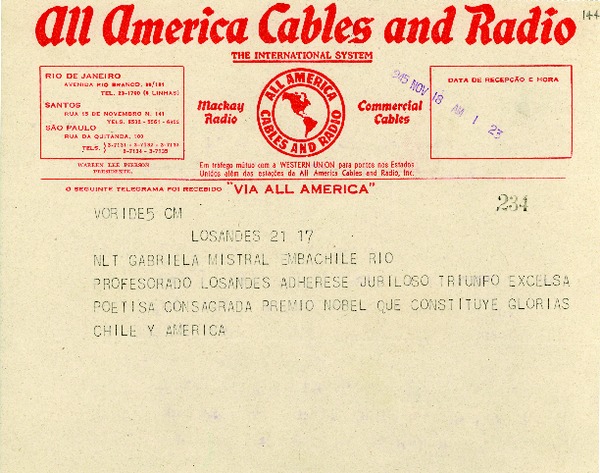 144
All America Cables and Radio
THE INTERNATIONAL SYSTEM
RIO DE JANEIRO
AVENIDA RIO BRANCO, 99/101
SANTOS
RUA 15 DE NOVEMBRO N. 141
SÃO PAULO
RUA DA QUITANDA, 100
WARREN LEE PIERSON
PRESIDENTE.
Mackay Radio
ALL AMERICA CABLES AND RADIO
Commercial Cables
DATA DE RECEPÇÃO E HORA
945 NOV 18 AM 1 23
Em trafego mútuo com a WESTERN UNION para pontos nos Estados
Unidos além das estações da All America Cables and Radio, Inc.
O SEGUINTE TELEGRAMA FOI RECEBIDO "VIA ALL AMERICA"
234
VORIDE5 CM
LOSANDES 21 17
NLT GABRIELA MISTRAL EMBACHILE RIO
PROFESORADO LOSANDES ADHERESE JUBILOSO TRIUNFO EXCELSA
POETISA CONSAGRADA PREMIO NOBEL QUE CONSTITUYE GLORIAS
CHILE Y AMERICA